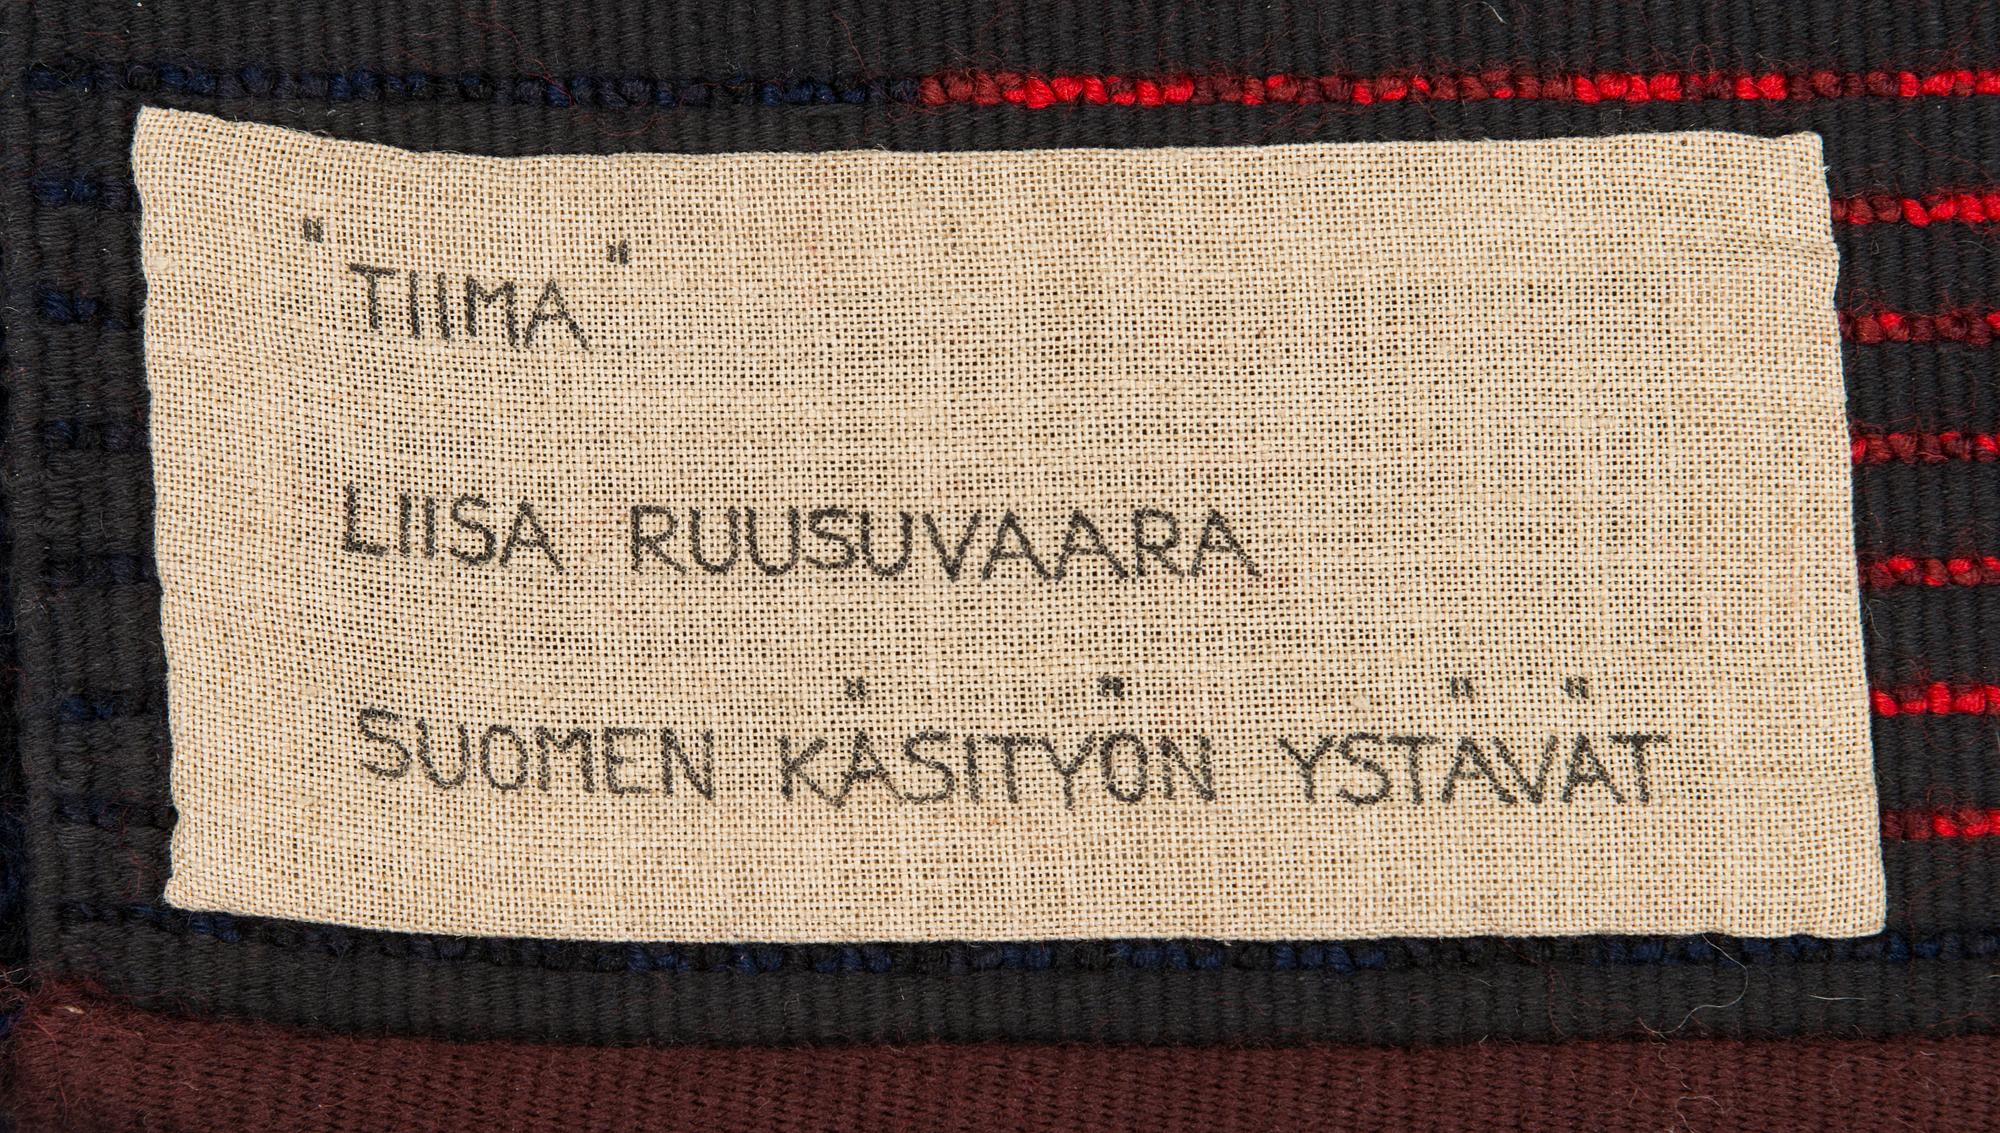 "TIIMA"
LIISA RUUSUVAARA
SUOMEN KÄSITYÖN YSTÄVÄT